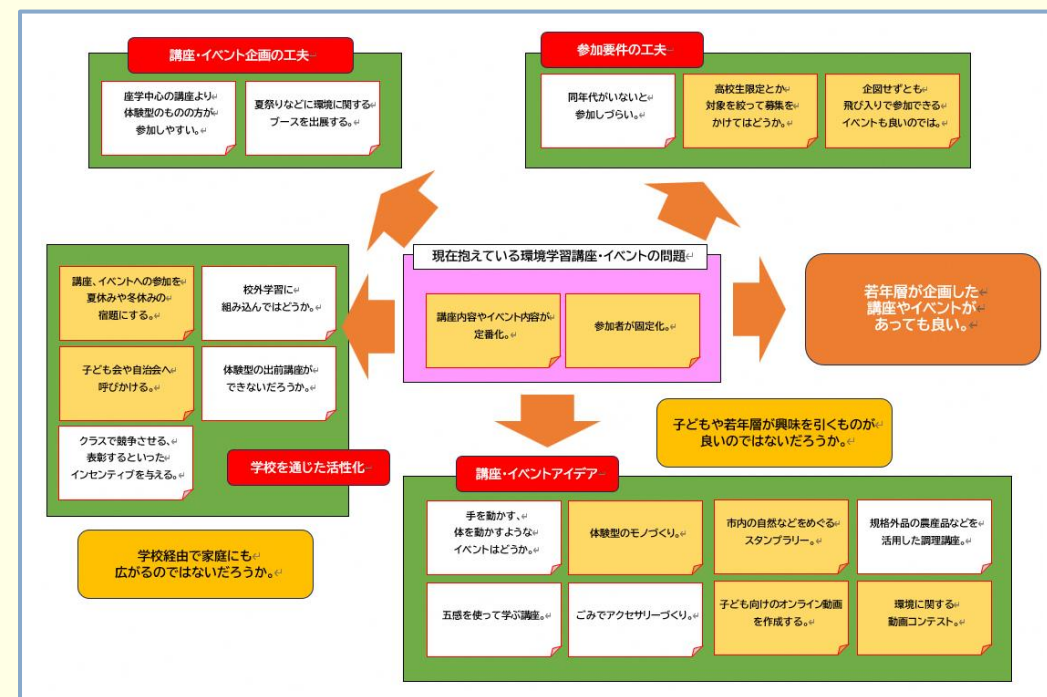 講座・イベント企画の工夫↵
座学中心の講座より↵
体験型のものの方が↵
参加しやすい。↵
夏祭りなどに環境に関する↵
ブースを出展する。↵
参加要件の工夫↵
同年代がいないと↵
参加しづらい。↵
高校生限定とか↵
対象を絞って募集を↵
かけてはどうか。↵
企図せずとも↵
飛び入りで参加できる↵
イベントも良いのでは。↵
現在抱えている環境学習講座・イベントの問題↵
講座内容やイベント内容が↵
定番化。↵
参加者が固定化。↵
若年層が企画した↵
講座やイベントが↵
あっても良い。↵
講座、イベントへの参加を↵
夏休みや冬休みの↵
宿題にする。↵
校外学習に↵
組み込んではどうか。↵
子ども会や自治会へ↵
呼びかける。↵
体験型の出前講座が↵
できないだろうか。↵
クラスで競争させる、↵
表彰するといった↵
インセンティブを与える。↵
学校を通じた活性化↵
学校経由で家庭にも↵
広がるのではないだろうか。↵
子どもや若年層が興味を引くものが↵
良いのではないだろうか。↵
講座・イベントアイデア↵
手を動かす、↵
体を動かすような↵
イベントはどうか。↵
体験型のモノづくり。↵
市内の自然などをめぐる↵
スタンプラリー。↵
規格外品の農産品などを↵
活用した調理講座。↵
五感を使って学ぶ講座。↵
ごみでアクセサリーづくり。↵
子ども向けのオンライン動画↵
を作成する。↵
環境に関する↵
動画コンテスト。↵